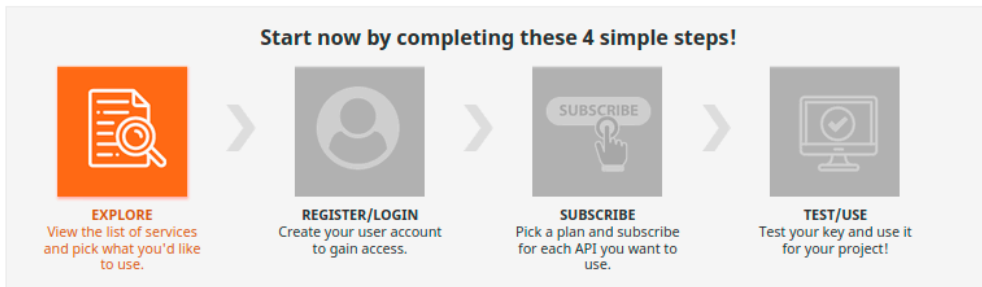 Start now by completing these 4 simple steps!
SUBSCRIBE
EXPLORE
View the list of services
and pick what you'd like
to use.
REGISTER/LOGIN
Create your user account
to gain access.
SUBSCRIBE
Pick a plan and subscribe
for each API you want to
use.
TEST/USE
Test your key and use it
for your project!